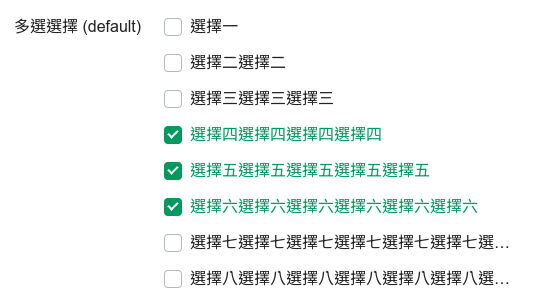 多選選擇 (default)
選擇一
選擇二選擇二
選擇三選擇三選擇三
選擇四選擇四選擇四選擇四
選擇五選擇五選擇五選擇五選擇五
選擇六選擇六選擇六選擇六選擇六選擇六
選擇七選擇七選擇七選擇七選擇七選擇七選…
選擇八選擇八選擇八選擇八選擇八選擇八選…